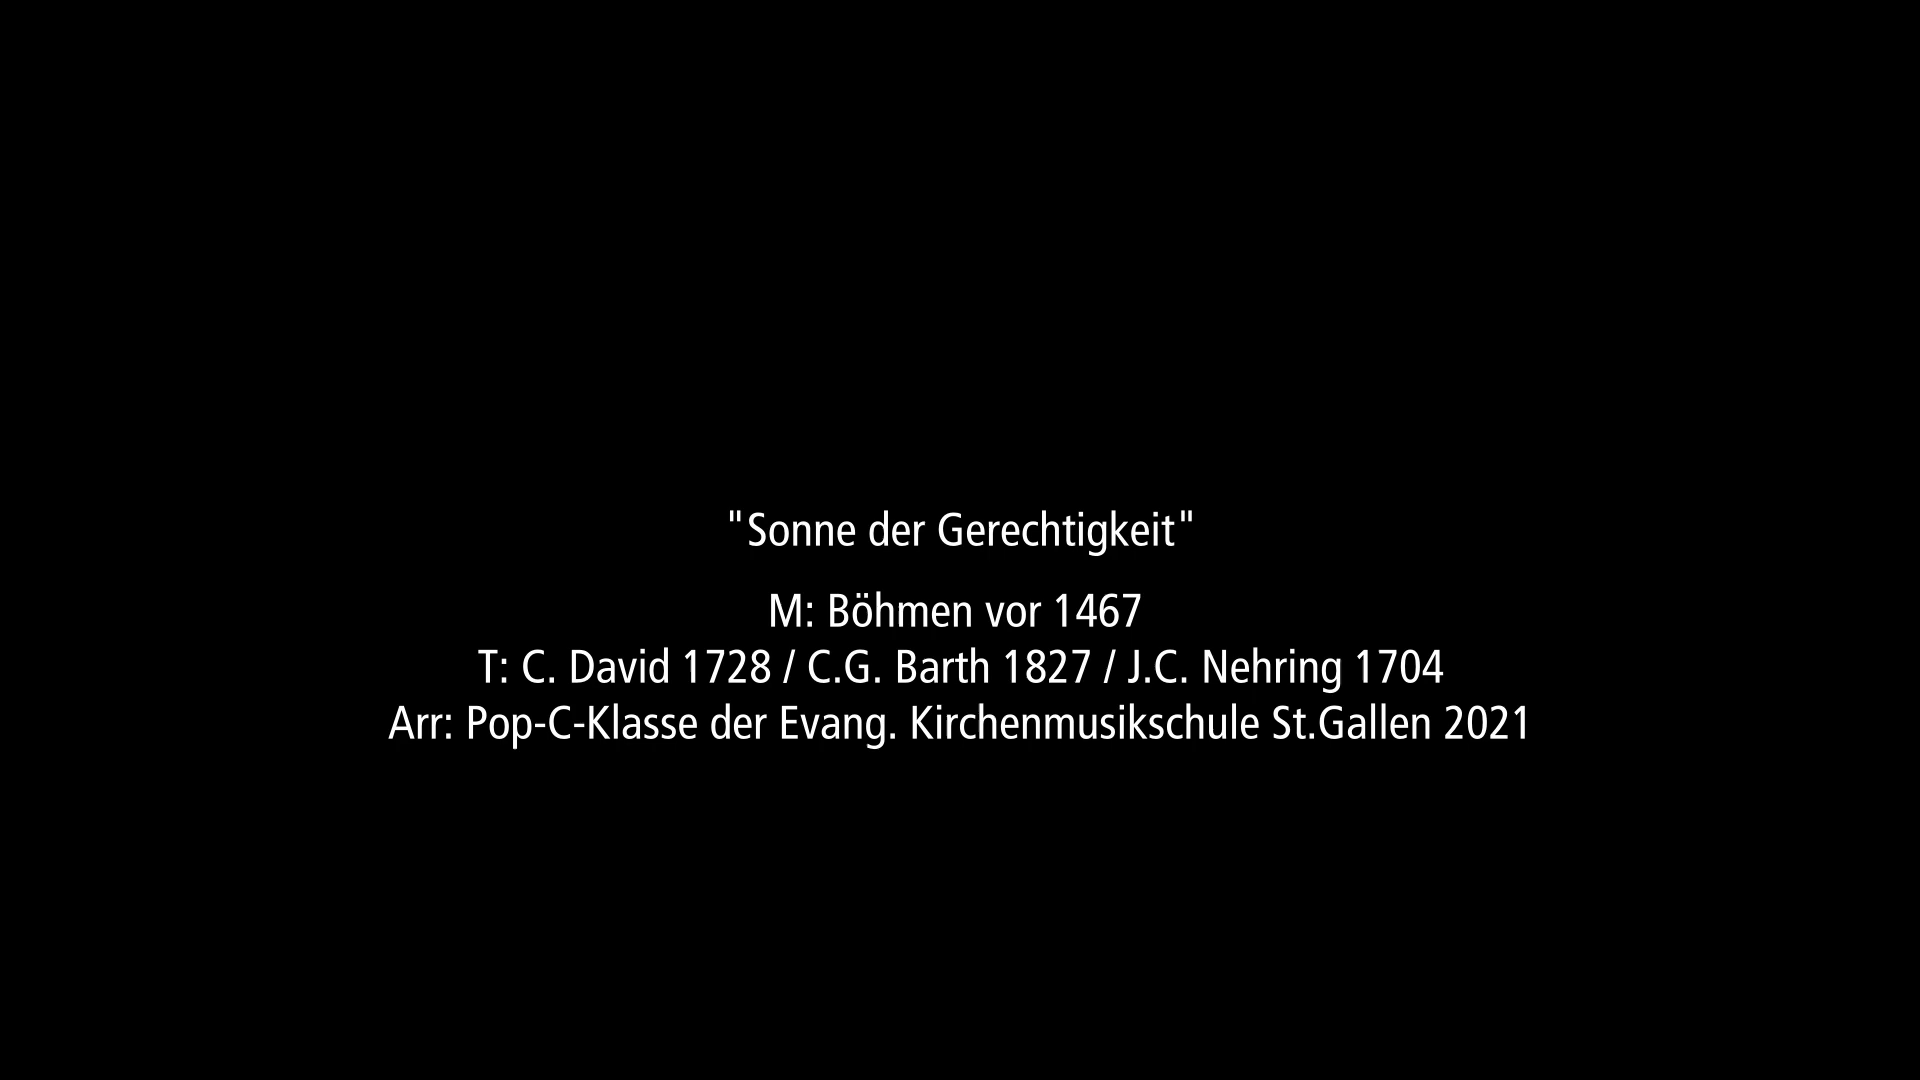 "Sonne der Gerechtigkeit"
M: Böhmen vor 1467
T: C. David 1728 / C.G. Barth 1827 / J.C. Nehring 1704
Arr: Pop-C-Klasse der Evang. Kirchenmusikschule St.Gallen 2021